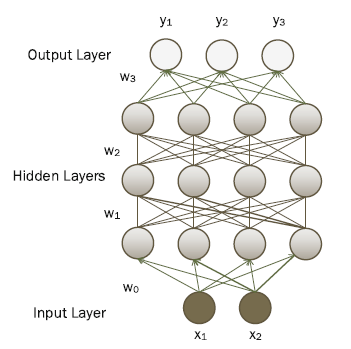 y₁ y₂ y₃
Output Layer
w₃
w₂
Hidden Layers
w₁
w₀
Input Layer
x₁ x₂